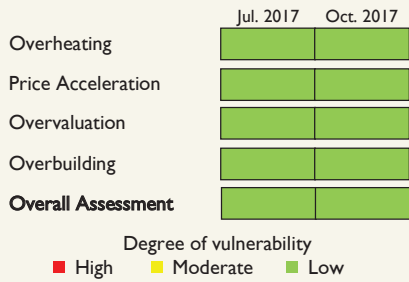 Jul. 2017 Oct. 2017
Overheating
Price Acceleration
Overvaluation
Overbuilding
Overall Assessment
Degree of vulnerability
High Moderate Low